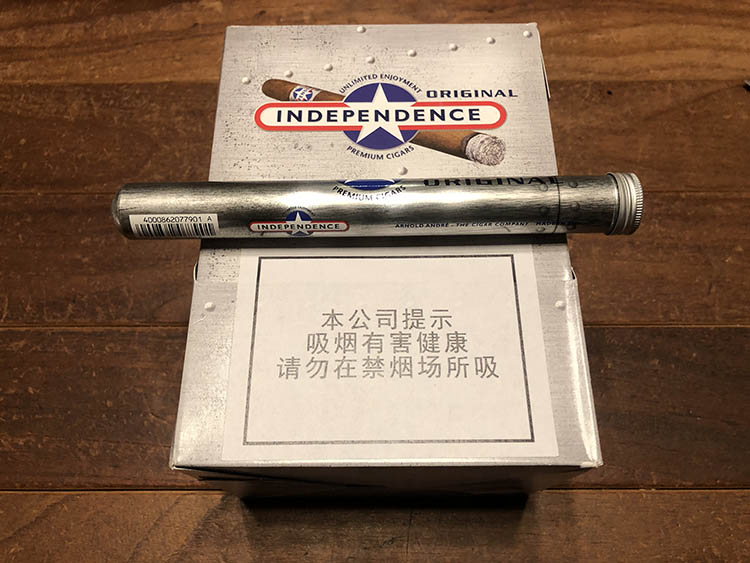 UNLIMITED ENJOYMENT
ORIGINAL
INDEPENDENCE
PREMIUM CIGARS
PREMIUM CIGARS
ORIGINAL
4000862077901 A
INDEPENDENCE
ARNOLD ANDRÉ - THE CIGAR COMPANY
本公司提示
吸烟有害健康
请勿在禁烟场所吸